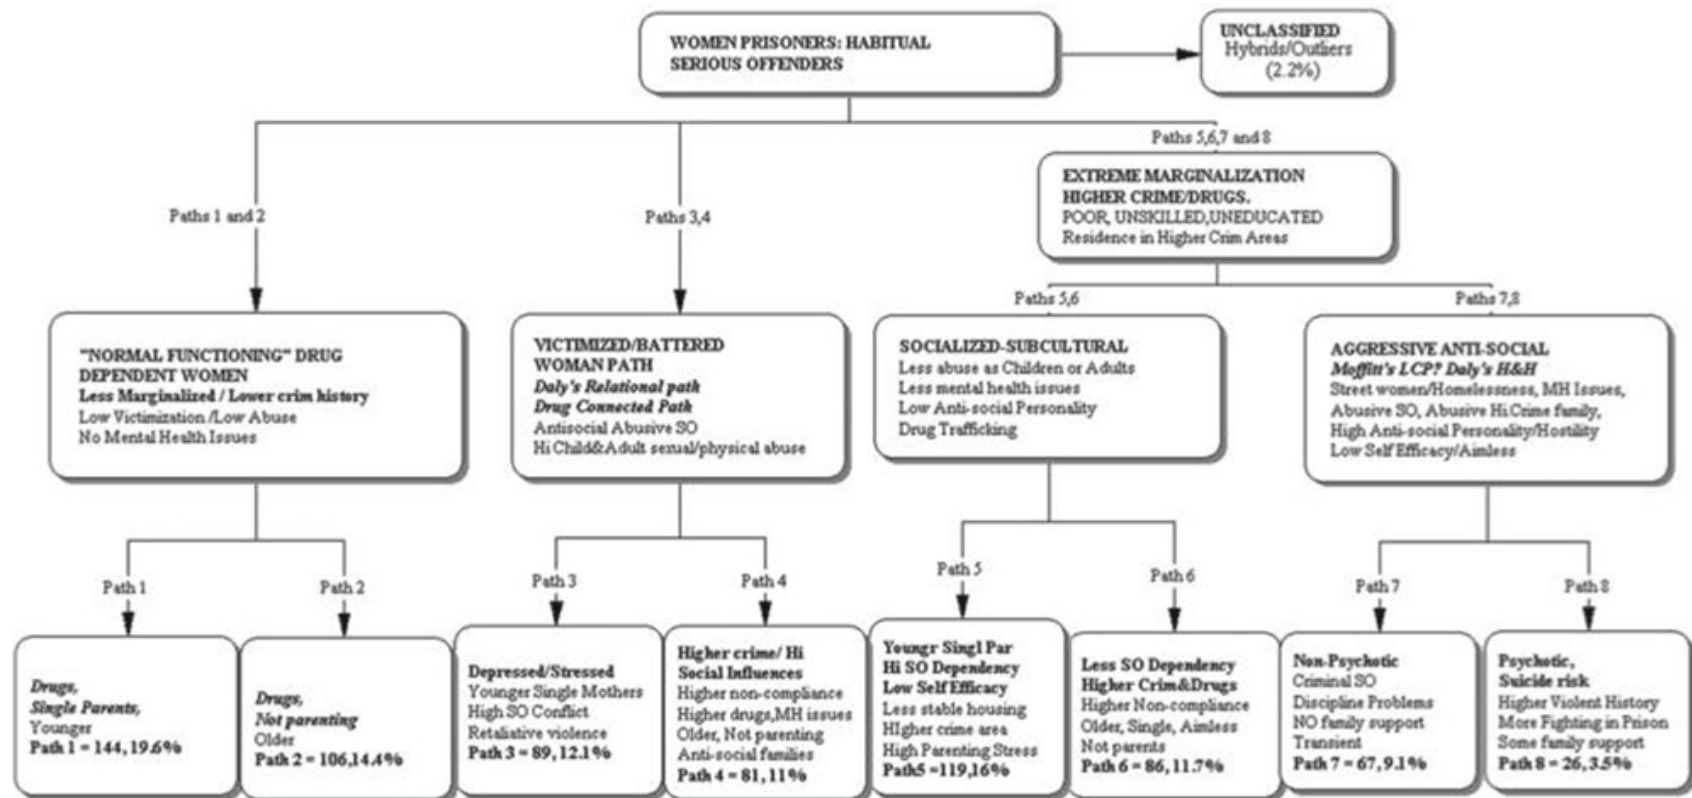 WOMEN PRISONERS: HABITUAL
SERIOUS OFFENDERS
UNCLASSIFIED
Hybrids/Outliers
(2.2%)
Paths 5,6,7 and 8
EXTREME MARGINALIZATION
HIGHER CRIME/DRUGS.
POOR, UNSKILLED,UNEDUCATED
Residence in Higher Crim Areas
Paths 1 and 2
Paths 3,4
Paths 5,6
Paths 7,8
"NORMAL FUNCTIONING" DRUG
DEPENDENT WOMEN
Less Marginalized / Lower crim history
Low Victimization /Low Abuse
No Mental Health Issues
VICTIMIZED/BATTERED
WOMAN PATH
Daly's Relational path
Drug Connected Path
Antisocial Abusive SO
Hi Child&Adult sexual/physical abuse
SOCIALIZED-SUBCULTURAL
Less abuse as Children or Adults
Less mental health issues
Low Anti-social Personality
Drug Trafficking
AGGRESSIVE ANTI-SOCIAL
Moffitt's LCP? Daly's H&H
Street women/Homelessness, MH Issues,
Abusive SO, Abusive Hi Crime family,
High Anti-social Personality/Hostility
Low Self Efficacy/Aimless
Path 1
Path 2
Path 3
Path 4
Path 5
Path 6
Path 7
Path 8
Drugs,
Single Parents,
Younger
Path 1 = 144, 19.6%
Drugs,
Not parenting
Older
Path 2 = 106,14.4%
Depressed/Stressed
Younger Single Mothers
High SO Conflict
Retaliative violence
Path 3 = 89, 12.1%
Higher crime/ Hi
Social Influences
Higher non-compliance
Higher drugs,MH issues
Older, Not parenting
Anti-social families
Path 4 = 81, 11%
Youngr Singl Par
Hi SO Dependency
Low Self Efficacy
Less stable housing
HIgher crime area
High Parenting Stress
Path5 =119,16%
Less SO Dependency
Higher Crim&Drugs
Higher Non-compliance
Older, Single, Aimless
Not parents
Path 6 = 86, 11.7%
Non-Psychotic
Criminal SO
Discipline Problems
NO family support
Transient
Path 7 = 67, 9.1%
Psychotic,
Suicide risk
Higher Violent History
More Fighting in Prison
Some family support
Path 8 = 26, 3.5%